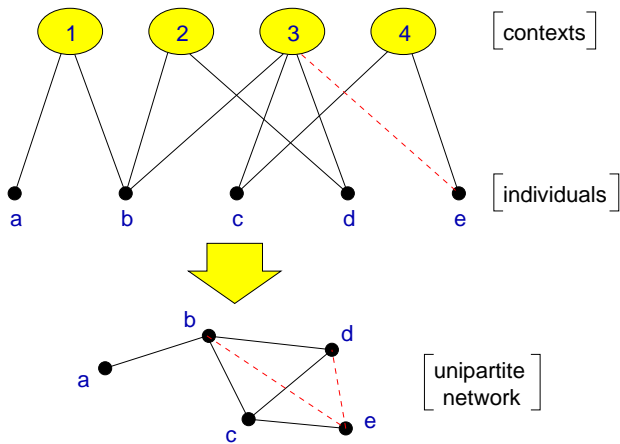 1 2 3 4 contexts
a b c d e individuals
b d
a
c e
unipartite
network